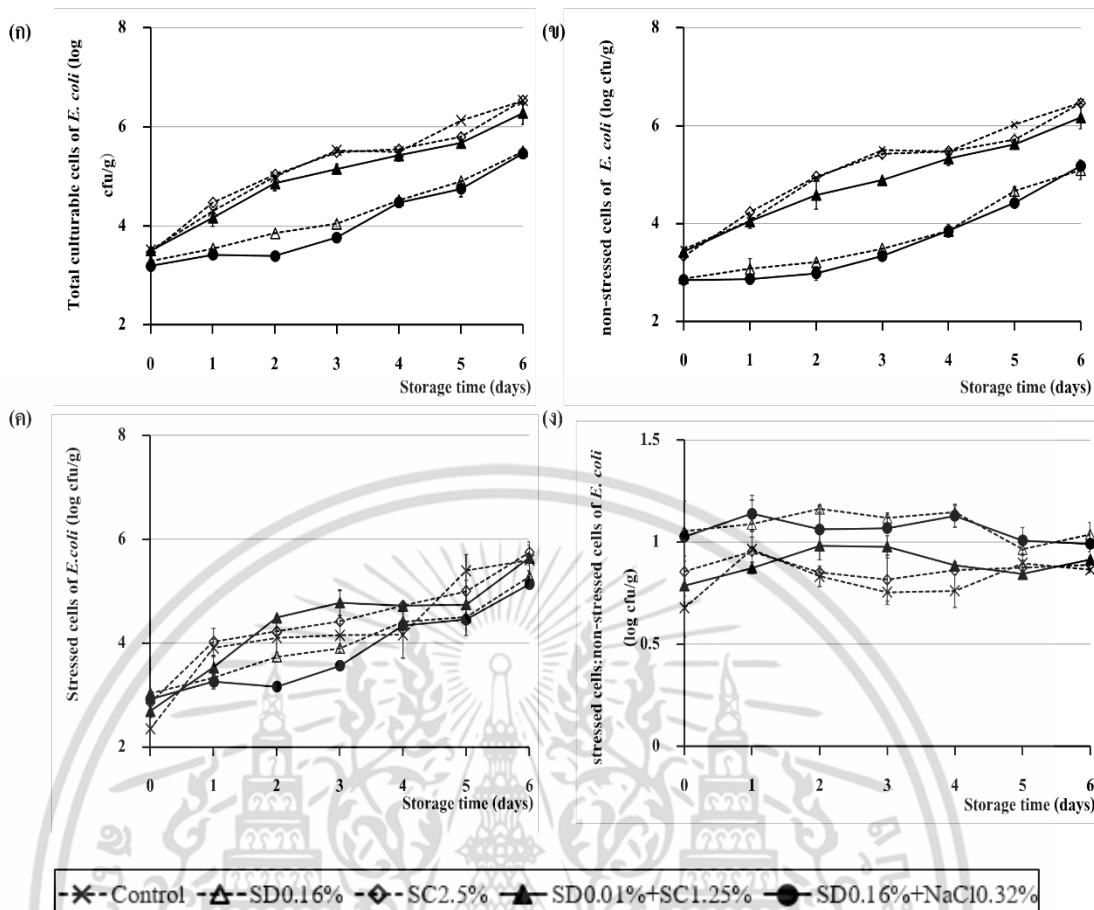 (ก)
Total culturable cells of E. coli (log
cfu/g)
8
6
4
2
0 1 2 3 4 5 6
Storage time (days)
(ข)
non-stressed cells of E. coli (log cfu/g)
8
6
4
2
0 1 2 3 4 5 6
Storage time (days)
(ค)
Stressed cells of E.coli (log cfu/g)
8
6
4
2
0 1 2 3 4 5 6
Storage time (days)
(ง)
stressed cells:non-stressed cells of E. coli
(log cfu/g)
1.5
1
0.5
0
0 1 2 3 4 5 6
Storage time (days)
Control SD0.16% SC2.5% SD0.01%+SC1.25% SD0.16%+NaCl0.32%